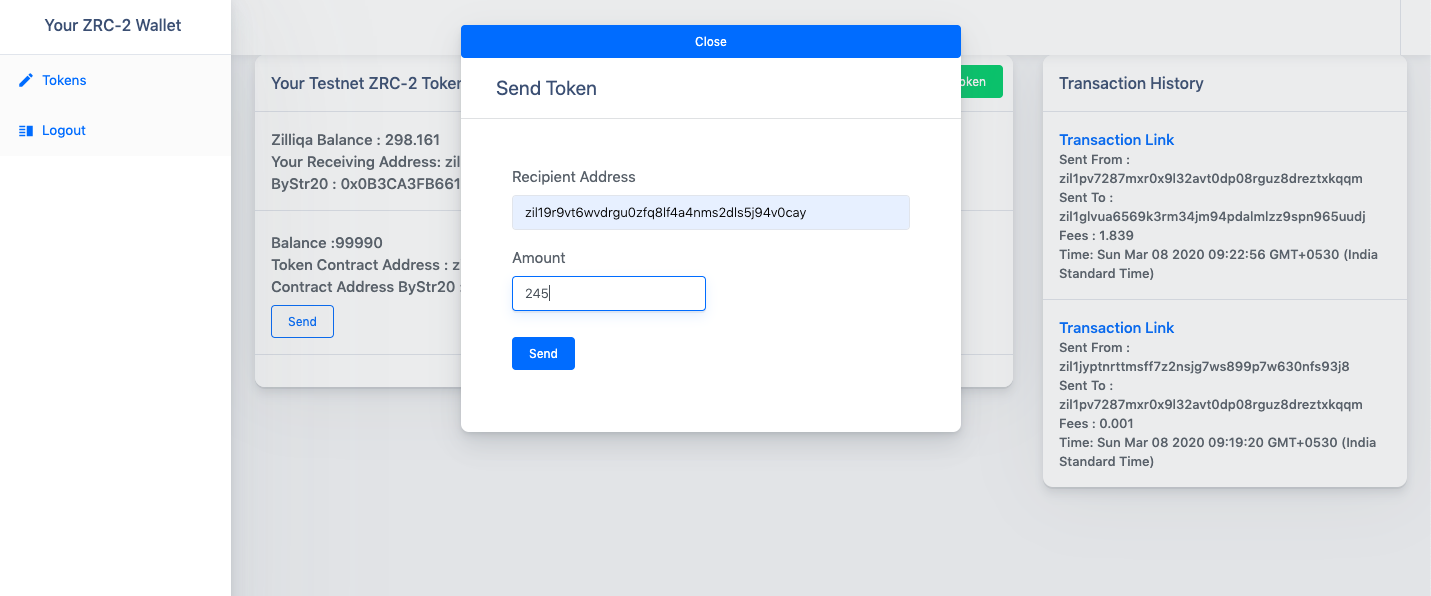 Your ZRC-2 Wallet
Tokens
Logout
Your Testnet ZRC-2
Zilliqa Balance : 298.161
Your Receiving Address:
ByStr20 :
Balance :99990
Token Contract Address :
Contract Address ByStr20 :
Send
Close
Send Token
Recipient Address
zil19r9vt6wvdrgu0zfq8lf4a4nms2dls5j94v0cay
Amount
245
Send
Transaction History
Transaction Link
Sent From :
zil1pv7287mxr0x9l32avt0dp08rguz8dreztxkqqm
Sent To :
zil1glvua6569k3rm34jm94pdalmlzz9spn965uudj
Fees : 1.839
Time: Sun Mar 08 2020 09:22:56 GMT+0530 (India
Standard Time)
Transaction Link
Sent From :
zil1jyptnrttmsff7z2nsjg7ws899p7w630nfs93j8
Sent To :
zil1pv7287mxr0x9l32avt0dp08rguz8dreztxkqqm
Fees : 0.001
Time: Sun Mar 08 2020 09:19:20 GMT+0530 (India
Standard Time)